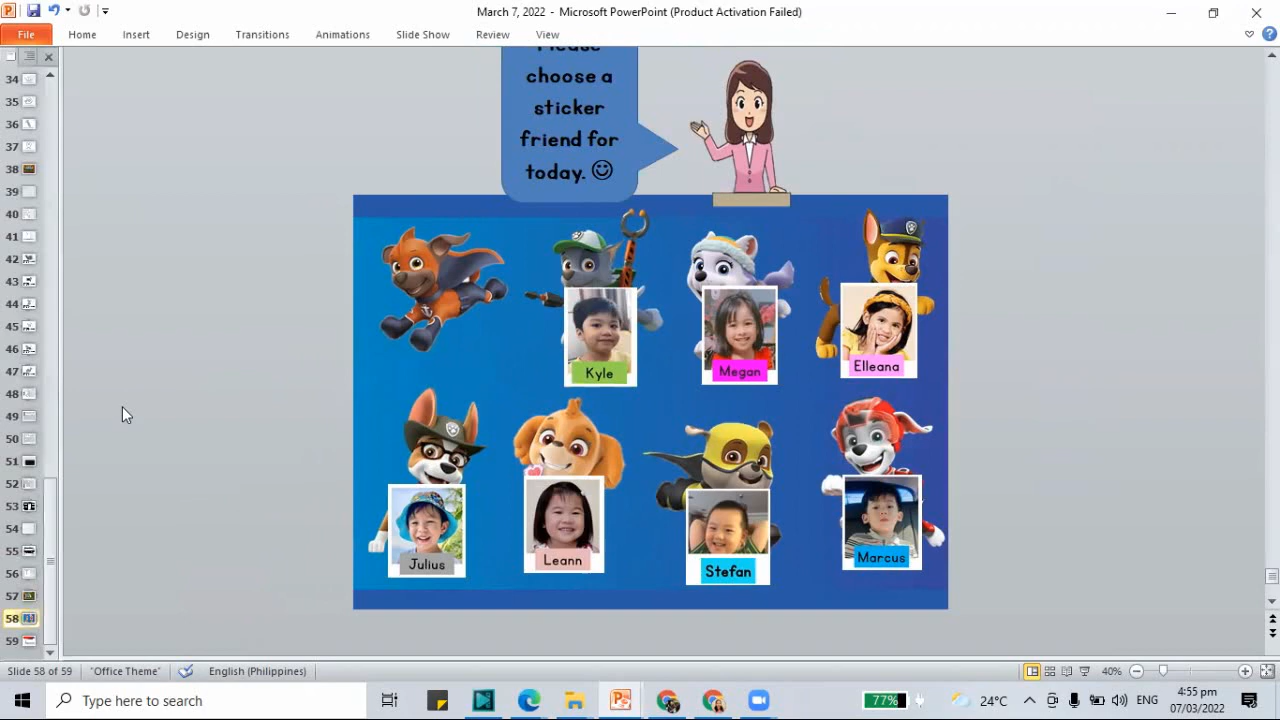 March 7, 2022 - Microsoft PowerPoint (Product Activation Failed)
File Home Insert Design Transitions Animations Slide Show Review View
34
35
36
37
38
39
40
41
42
43
44
45
46
47
48
49
50
51
52
53
54
55
56
57
58
59
Please
choose a
sticker
friend for
today. ☺
Kyle
Megan
Elleana
Julius
Leann
Stefan
Marcus
Slide 58 of 59 "Office Theme" English (Philippines) 40%
Type here to search 77% 24°C ENG 4:55 pm
07/03/2022